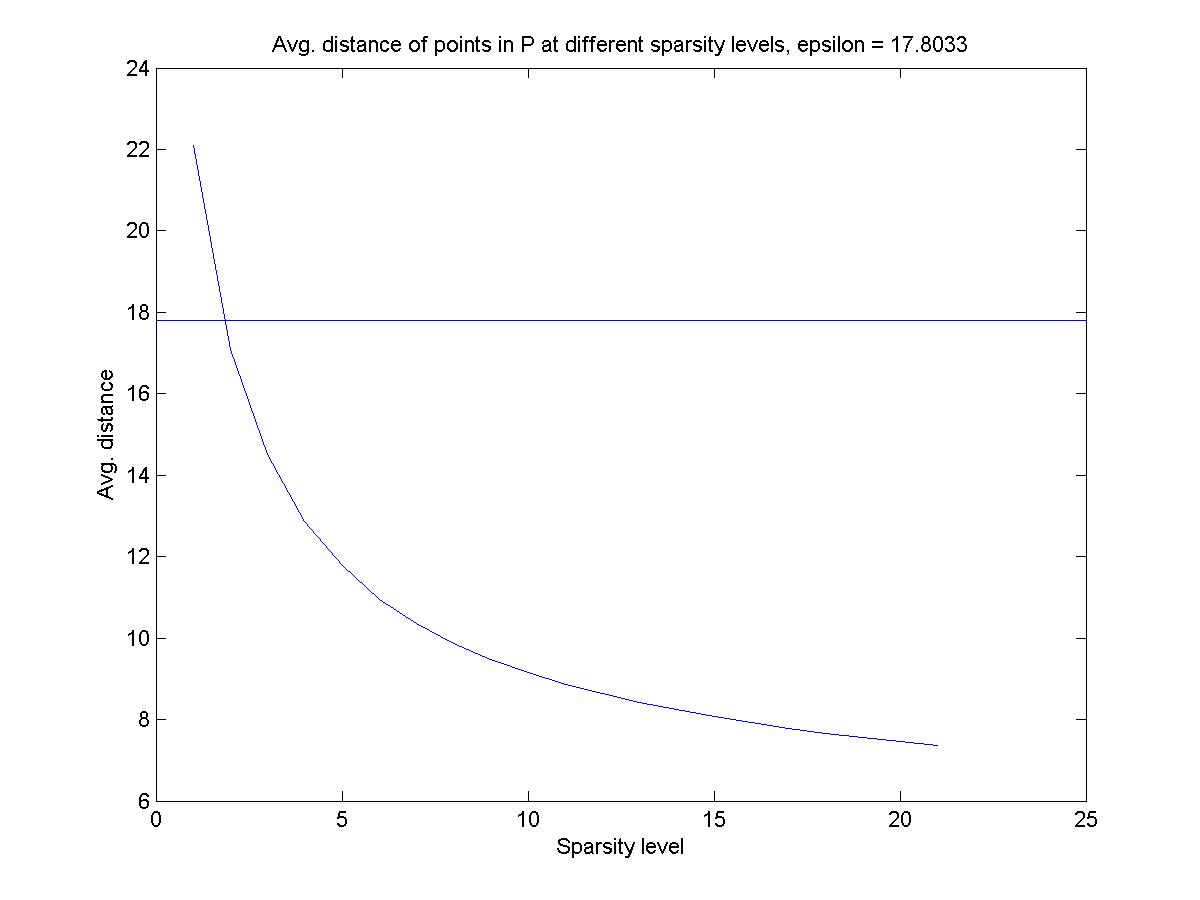 Avg. distance of points in P at different sparsity levels, epsilon = 17.8033
24
22
20
18
16
14
12
10
8
6
Avg. distance
0 5 10 15 20 25
Sparsity level